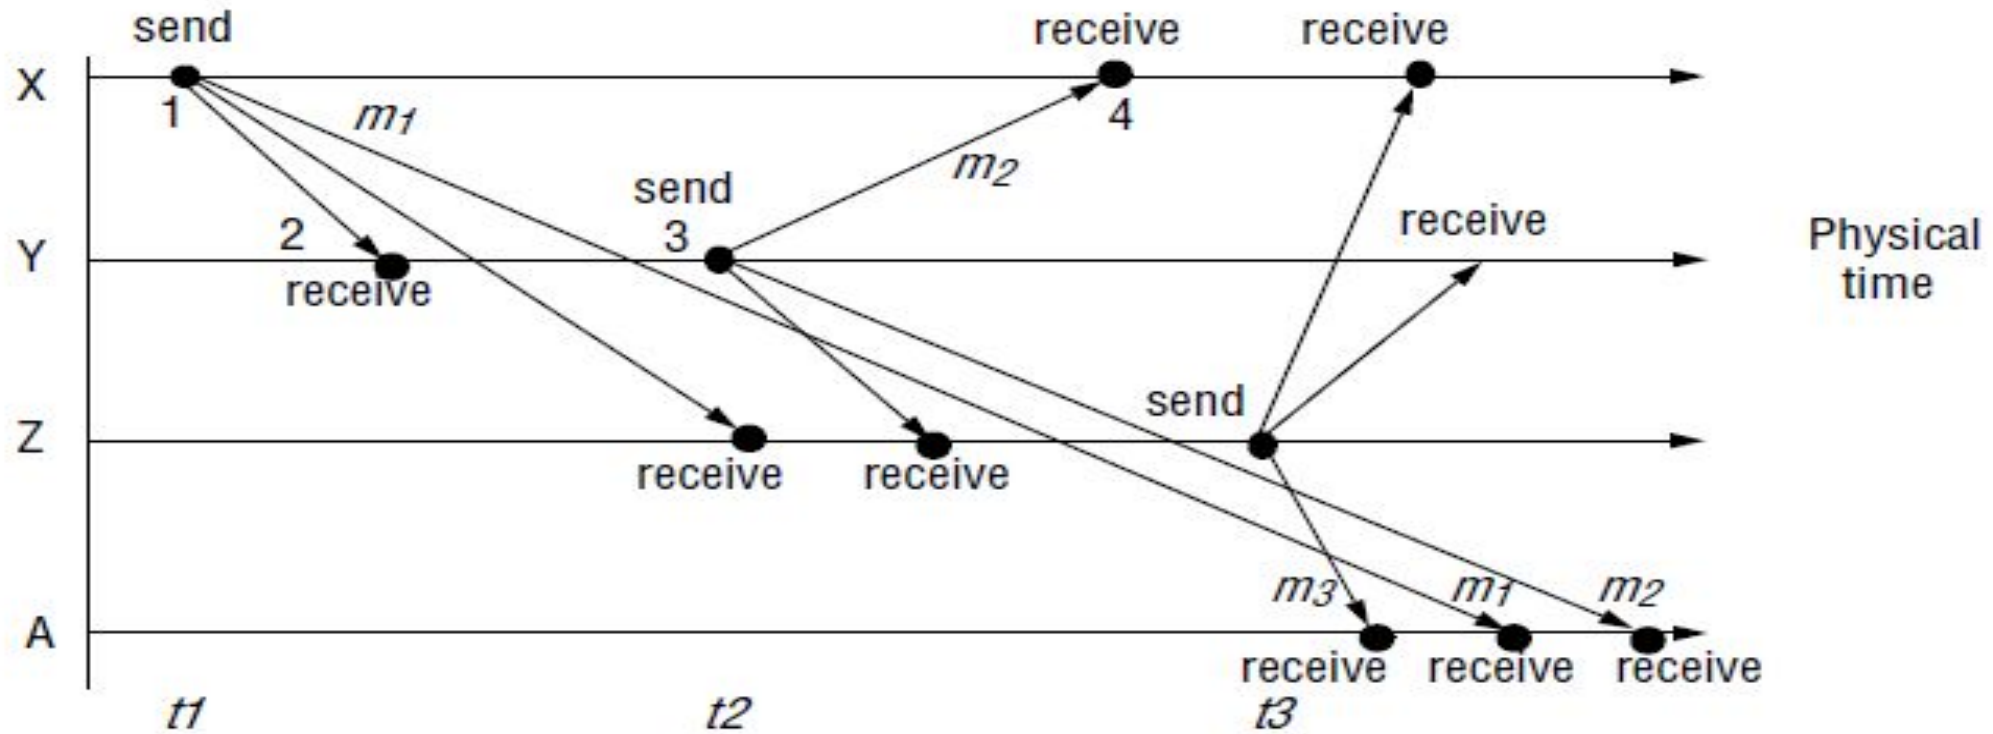 send
receive
receive
X
1
m1
4
m2
send
receive
2
3
Y
Physical
time
receive
send
Z
receive
receive
m3
m1
m2
A
receive
receive
receive
t1
t2
t3